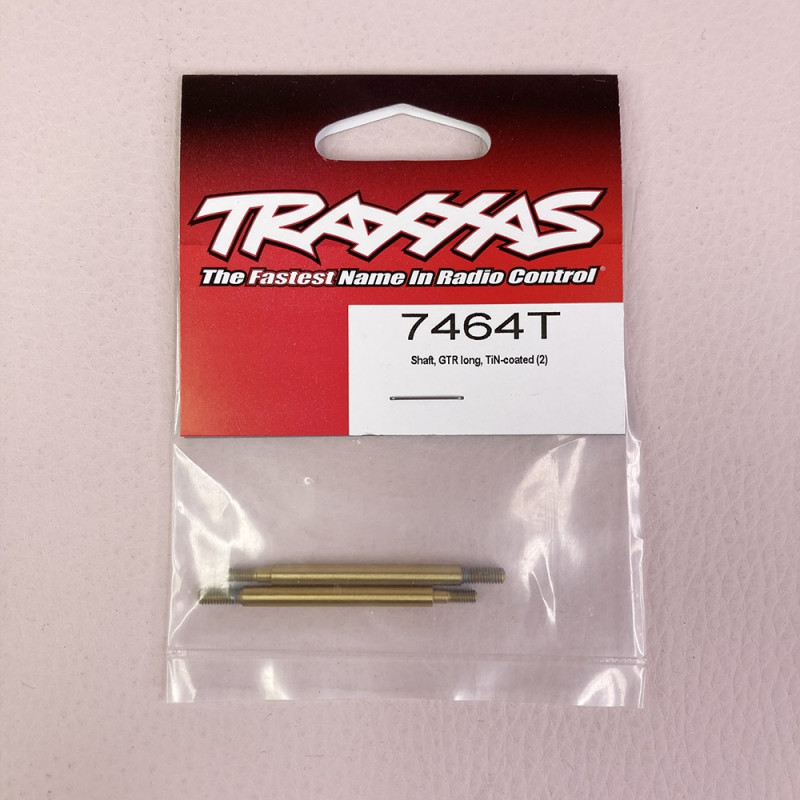 TRAXXAS
The Fastest Name In Radio Control®
7464T
Shaft, GTR long, TiN-coated (2)